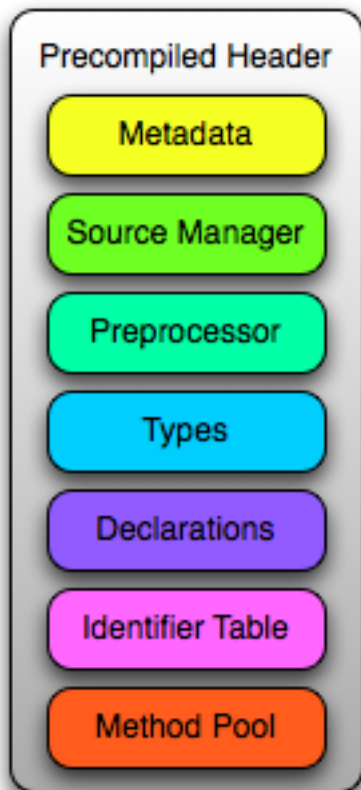 Precompiled Header
Metadata
Source Manager
Preprocessor
Types
Declarations
Identifier Table
Method Pool